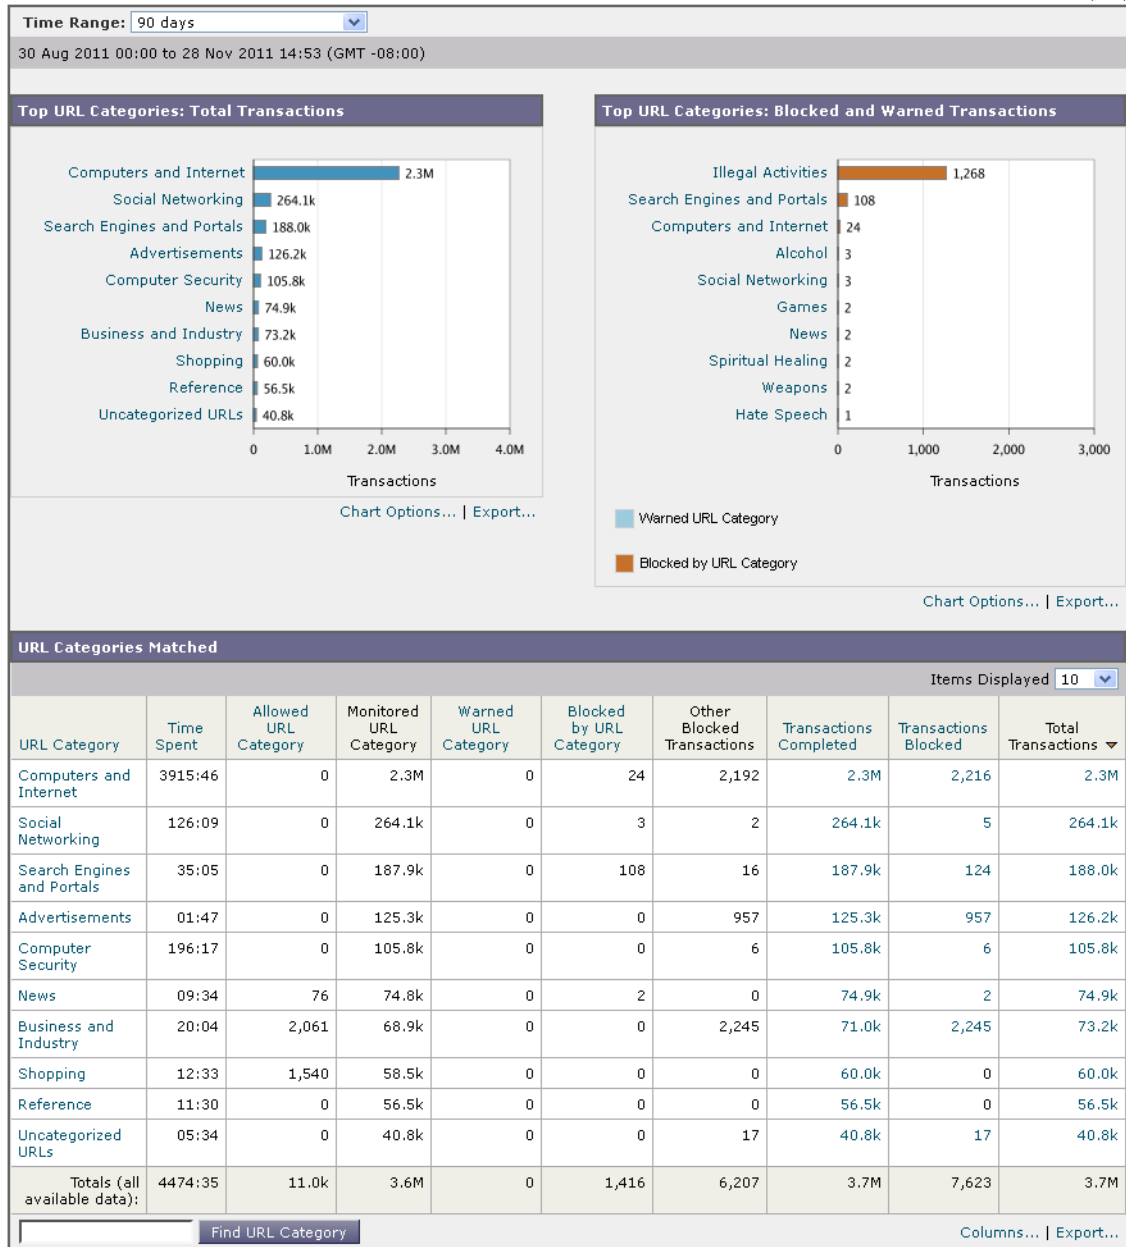 Time Range: 90 days
30 Aug 2011 00:00 to 28 Nov 2011 14:53 (GMT -08:00)
Top URL Categories: Total Transactions
Computers and Internet 2.3M
Social Networking 264.1k
Search Engines and Portals 188.0k
Advertisements 126.2k
Computer Security 105.8k
News 74.9k
Business and Industry 73.2k
Shopping 60.0k
Reference 56.5k
Uncategorized URLs 40.8k
0 1.0M 2.0M 3.0M 4.0M
Transactions
Chart Options... | Export...
Top URL Categories: Blocked and Warned Transactions
Illegal Activities 1,268
Search Engines and Portals 108
Computers and Internet 24
Alcohol 3
Social Networking 3
Games 2
News 2
Spiritual Healing 2
Weapons 2
Hate Speech 1
0 1,000 2,000 3,000
Transactions
Warned URL Category
Blocked by URL Category
Chart Options... | Export...
URL Categories Matched
Items Displayed 10
URL Category Time Spent Allowed URL Category Monitored URL Category Warned URL Category Blocked by URL Category Other Blocked Transactions Transactions Completed Transactions Blocked Total Transactions
Computers and Internet 3915:46 0 2.3M 0 24 2,192 2.3M 2,216 2.3M
Social Networking 126:09 0 264.1k 0 3 2 264.1k 5 264.1k
Search Engines and Portals 35:05 0 187.9k 0 108 16 187.9k 124 188.0k
Advertisements 01:47 0 125.3k 0 0 957 125.3k 957 126.2k
Computer Security 196:17 0 105.8k 0 0 6 105.8k 6 105.8k
News 09:34 76 74.8k 0 2 0 74.9k 2 74.9k
Business and Industry 20:04 2,061 68.9k 0 0 2,245 71.0k 2,245 73.2k
Shopping 12:33 1,540 58.5k 0 0 0 60.0k 0 60.0k
Reference 11:30 0 56.5k 0 0 0 56.5k 0 56.5k
Uncategorized URLs 05:34 0 40.8k 0 0 17 40.8k 17 40.8k
Totals (all available data): 4474:35 11.0k 3.6M 0 1,416 6,207 3.7M 7,623 3.7M
Find URL Category
Columns... | Export...